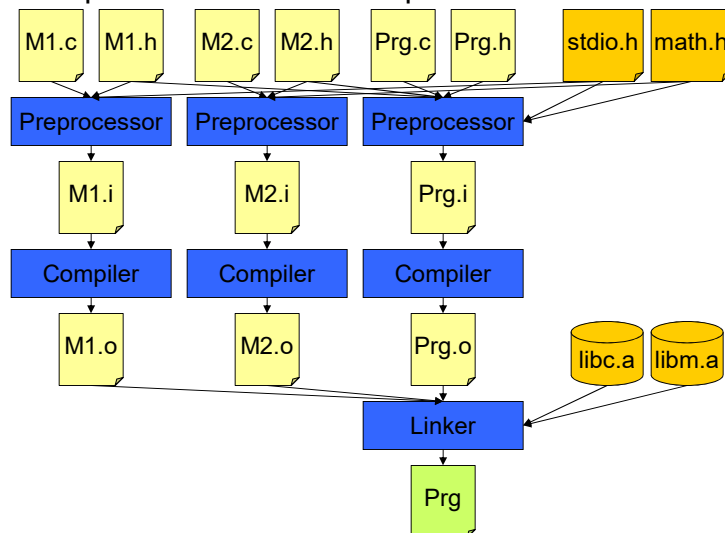 M1.c M1.h M2.c M2.h Prg.c Prg.h stdio.h math.h
Preprocessor Preprocessor Preprocessor
M1.i M2.i Prg.i
Compiler Compiler Compiler
M1.o M2.o Prg.o libc.a libm.a
Linker
Prg